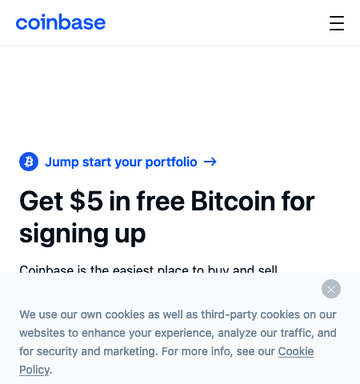 coinbase
Jump start your portfolio →
Get $5 in free Bitcoin for
signing up
Coinbase is the easiest place to buy and sell
We use our own cookies as well as third-party cookies on our
websites to enhance your experience, analyze our traffic, and
for security and marketing. For more info, see our Cookie
Policy.